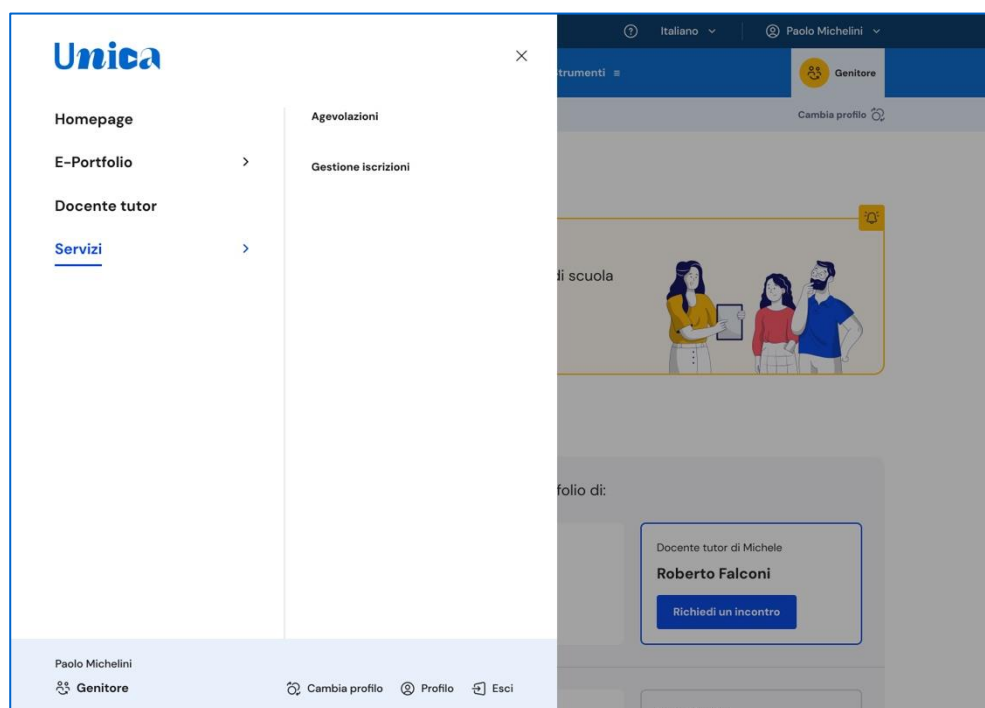 Unica
Homepage
E-Portfolio
Docente tutor
Servizi
Agevolazioni
Gestione iscrizioni
Paolo Michelini
Genitore
Cambia profilo
Profilo
Esci
Italiano
Paolo Michelini
trumenti
Genitore
Cambia profilo
di scuola
folio di:
Docente tutor di Michele
Roberto Falconi
Richiedi un incontro